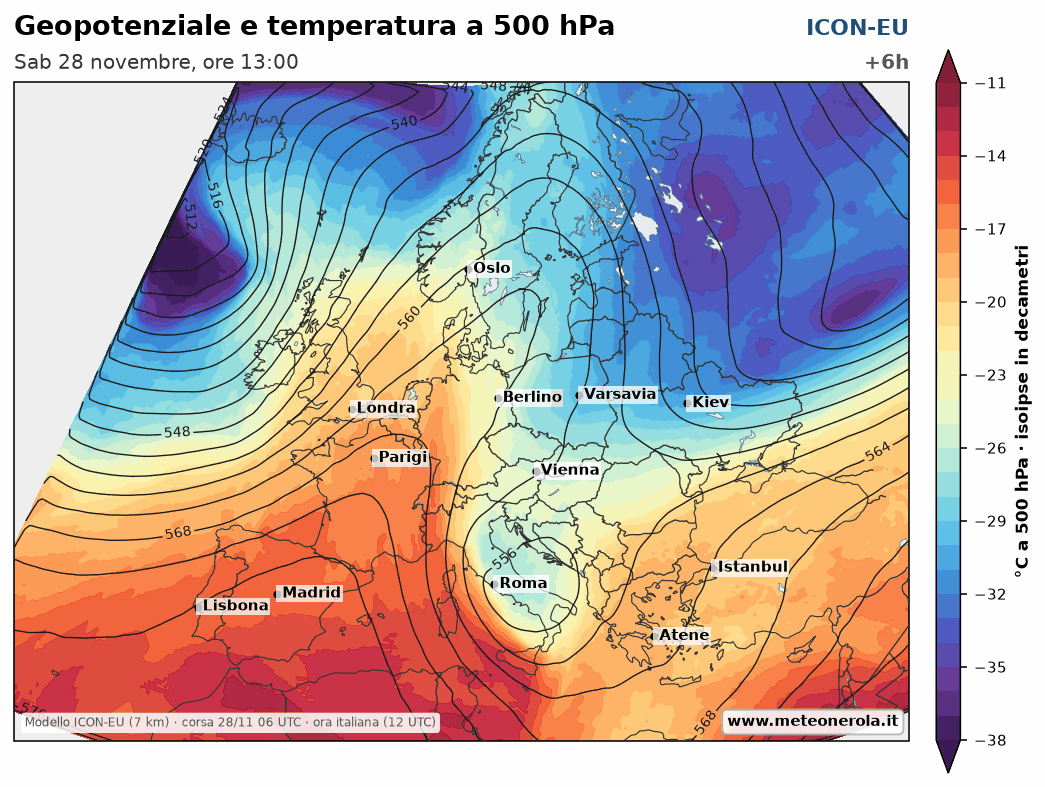 Geopotenziale e temperatura a 500 hPa
ICON-EU
Sab 28 novembre, ore 13:00
+6h
524
544
548
540
520
516
512
Oslo
560
Berlino
Varsavia
Kiev
Londra
548
Parigi
564
Vienna
568
556
Istanbul
Roma
Madrid
Lisbona
Atene
576
568
Modello ICON-EU (7 km) · corsa 28/11 06 UTC · ora italiana (12 UTC)
www.meteonerola.it
−11
−14
−17
−20
−23
−26
−29
−32
−35
−38
°C a 500 hPa · isoipse in decametri